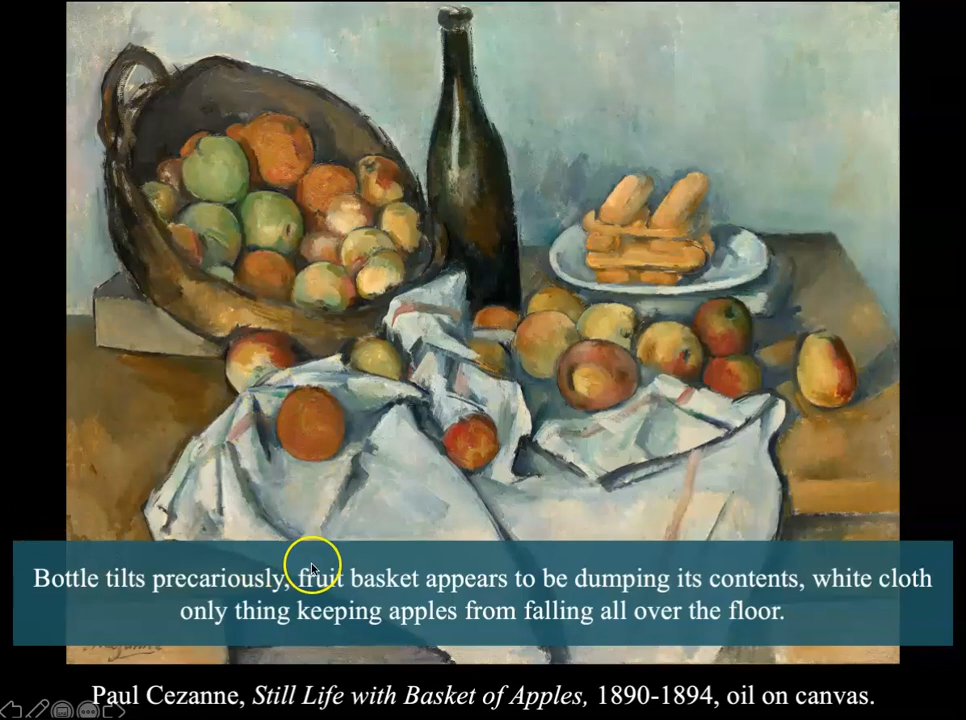 Bottle tilts precariously, fruit basket appears to be dumping its contents, white cloth
only thing keeping apples from falling all over the floor.
Paul Cezanne, Still Life with Basket of Apples, 1890-1894, oil on canvas.